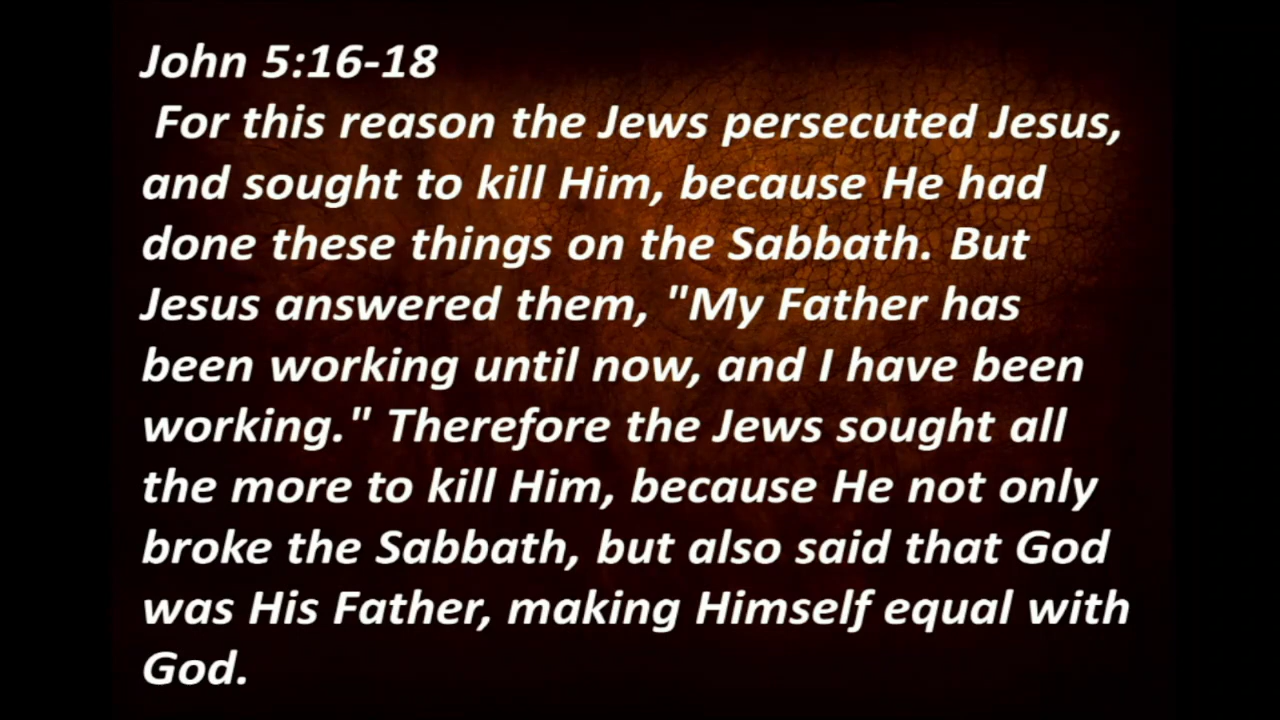 John 5:16-18
For this reason the Jews persecuted Jesus,
and sought to kill Him, because He had
done these things on the Sabbath. But
Jesus answered them, "My Father has
been working until now, and I have been
working." Therefore the Jews sought all
the more to kill Him, because He not only
broke the Sabbath, but also said that God
was His Father, making Himself equal with
God.